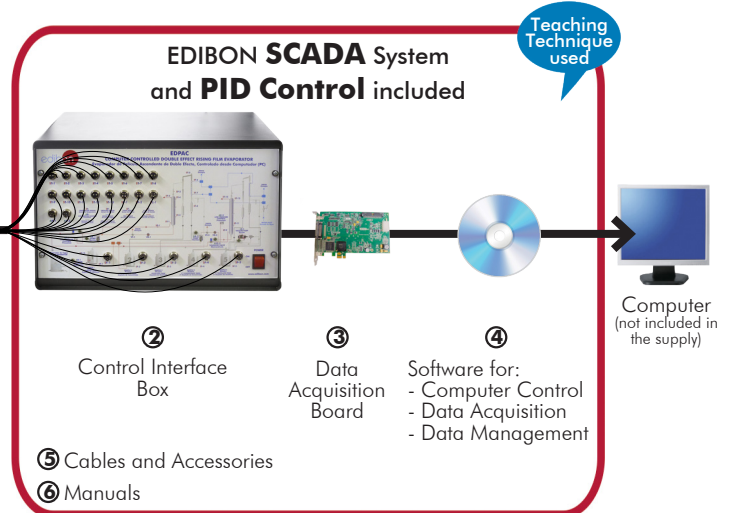 Teaching
Technique
used
EDIBON SCADA System
and PID Control included
EDPAC
COMPUTER CONTROLLED DOUBLE EFFECT RISING FILM EVAPORATOR
② Control Interface
Box
③ Data
Acquisition
Board
④ Software for:
- Computer Control
- Data Acquisition
- Data Management
Computer
(not included in
the supply)
⑤ Cables and Accessories
⑥ Manuals